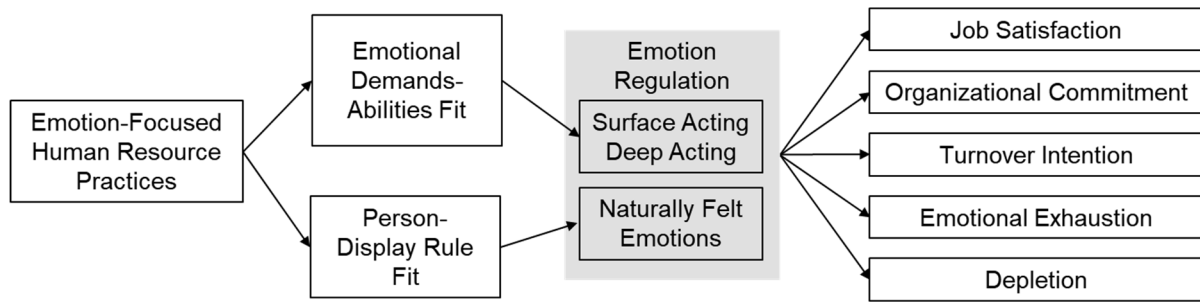 Emotion-Focused
Human Resource
Practices
Emotional
Demands-
Abilities Fit
Person-
Display Rule
Fit
Emotion
Regulation
Surface Acting
Deep Acting
Naturally Felt
Emotions
Job Satisfaction
Organizational Commitment
Turnover Intention
Emotional Exhaustion
Depletion